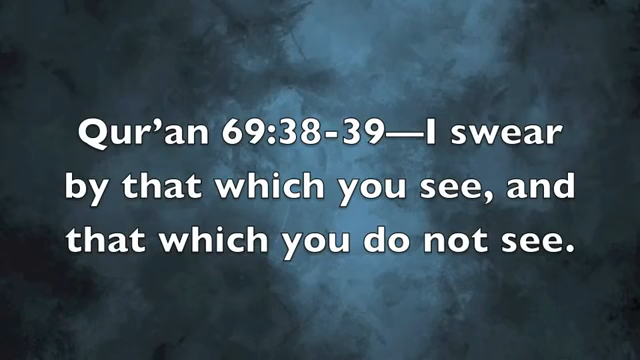 Qur’an 69:38-39—I swear
by that which you see, and
that which you do not see.